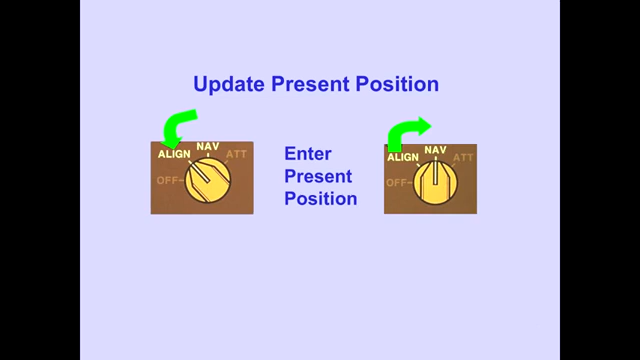 Update Present Position
NAV
ALIGN
ATT
OFF
Enter
Present
Position
NAV
ALIGN
ATT
OFF